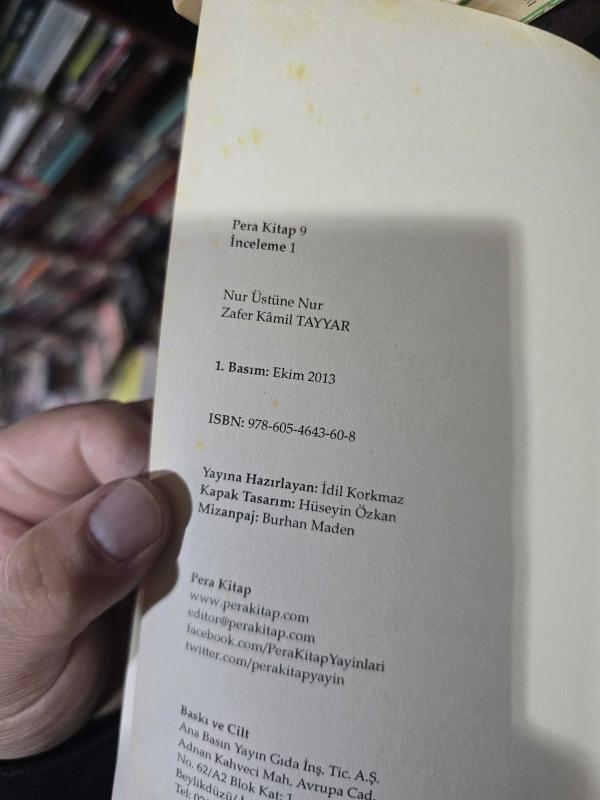 Pera Kitap 9
İnceleme 1
Nur Üstüne Nur
Zafer Kâmil TAYYAR
1. Basım: Ekim 2013
ISBN: 978-605-4643-60-8
Yayına Hazırlayan: İdil Korkmaz
Kapak Tasarım: Hüseyin Özkan
Mizanpaj: Burhan Maden
Pera Kitap
www.perakitap.com
editor@perakitap.com
facebook.com/PeraKitapYayinlari
twitter.com/perakitapyayin
Baskı ve Cilt
Ana Basın Yayın Gıda İnş. Tic. A.Ş.
Adnan Kahveci Mah. Avrupa Cad.
No. 62/A2 Blok Kat: 1
Beylikdüzü/
Tel: